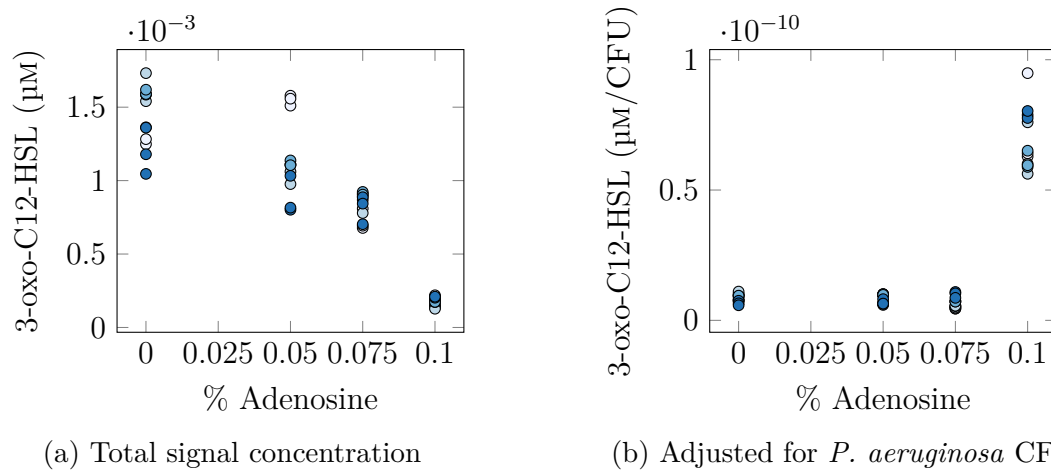 ·10⁻³
3-oxo-C12-HSL (µM)
1.5
1
0.5
0
0 0.025 0.05 0.075 0.1
% Adenosine
(a) Total signal concentration
·10⁻¹⁰
3-oxo-C12-HSL (µM/CFU)
1
0.5
0
0 0.025 0.05 0.075 0.1
% Adenosine
(b) Adjusted for P. aeruginosa CF